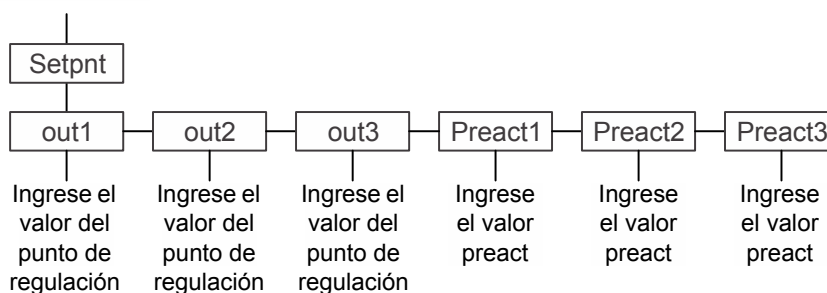 Setpnt
out1 out2 out3 Preact1 Preact2 Preact3
Ingrese el
valor del
punto de
regulación
Ingrese el
valor del
punto de
regulación
Ingrese el
valor del
punto de
regulación
Ingrese
el valor
preact
Ingrese
el valor
preact
Ingrese
el valor
preact